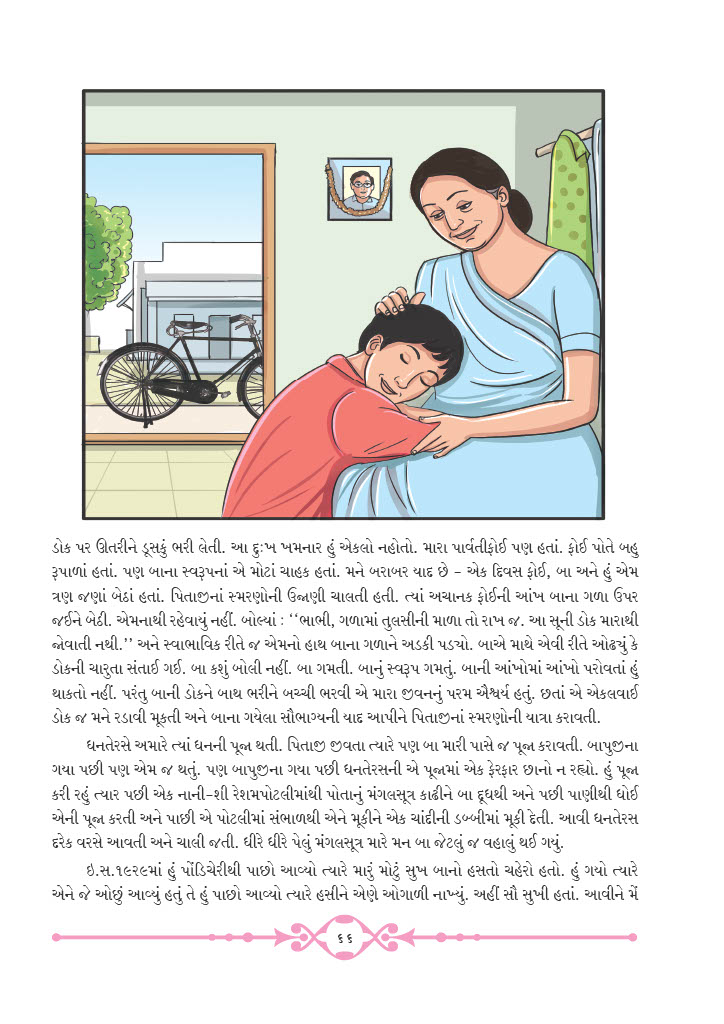 ડોક પર ઊતરીને ડૂસકું ભરી લેતી. આ દુઃખ ખમનાર હું એકલો નહોતો. મારા પાર્વતીફોઈ પણ હતાં. ફોઈ પોતે બહુ
રૂપાળાં હતાં. પણ બાના સ્વરૂપનાં એ મોટાં ચાહક હતાં. મને બરાબર યાદ છે – એક દિવસ ફોઈ, બા અને હું એમ
ત્રણ જણાં બેઠાં હતાં. પિતાજીનાં સ્મરણોની ઉજાણી ચાલતી હતી. ત્યાં અચાનક ફોઈની આંખ બાના ગળા ઉપર
જઈને બેઠી. એમનાથી રહેવાયું નહીં. બોલ્યાં : ‘‘ભાભી, ગળામાં તુલસીની માળા તો રાખ જ. આ સૂની ડોક મારાથી
જોવાતી નથી.’’ અને સ્વાભાવિક રીતે જ એમનો હાથ બાના ગળાને અડકી પડ્યો. બાએ માથે એવી રીતે ઓઢ્યું કે
ડોકની ચારુતા સંતાઈ ગઈ. બા કશું બોલી નહીં. બા ગમતી. બાનું સ્વરૂપ ગમતું. બાની આંખોમાં આંખો પરોવતાં હું
થાકતો નહીં. પરંતુ બાની ડોકને બાથ ભરીને બચ્ચી ભરવી એ મારા જીવનનું પરમ ઐશ્વર્ય હતું. છતાં એ એકલવાઈ
ડોક જ મને રડાવી મૂકતી અને બાના ગયેલા સૌભાગ્યની યાદ આપીને પિતાજીનાં સ્મરણોની યાત્રા કરાવતી.
ધનતેરસે અમારે ત્યાં ધનની પૂજા થતી. પિતાજી જીવતા ત્યારે પણ બા મારી પાસે જ પૂજા કરાવતી. બાપુજીના
ગયા પછી પણ એમ જ થતું. પણ બાપુજીના ગયા પછી ધનતેરસની એ પૂજામાં એક ફેરફાર છાનો ન રહ્યો. હું પૂજા
કરી રહું ત્યાર પછી એક નાની-શી રેશમપોટલીમાંથી પોતાનું મંગલસૂત્ર કાઢીને બા દૂધથી અને પછી પાણીથી ધોઈ
એની પૂજા કરતી અને પાછી એ પોટલીમાં સંભાળથી એને મૂકીને એક ચાંદીની ડબ્બીમાં મૂકી દેતી. આવી ધનતેરસ
દરેક વરસે આવતી અને ચાલી જતી. ધીરે ધીરે પેલું મંગલસૂત્ર મારે મન બા જેટલું જ વહાલું થઈ ગયું.
ઇ.સ.૧૯૨૯માં હું પોંડિચેરીથી પાછો આવ્યો ત્યારે મારું મોટું સુખ બાનો હસતો ચહેરો હતો. હું ગયો ત્યારે
એને જે ઓછું આવ્યું હતું તે હું પાછો આવ્યો ત્યારે હસીને એણે ઓગાળી નાખ્યું. અહીં સૌ સુખી હતાં. આવીને મેં
૬૬